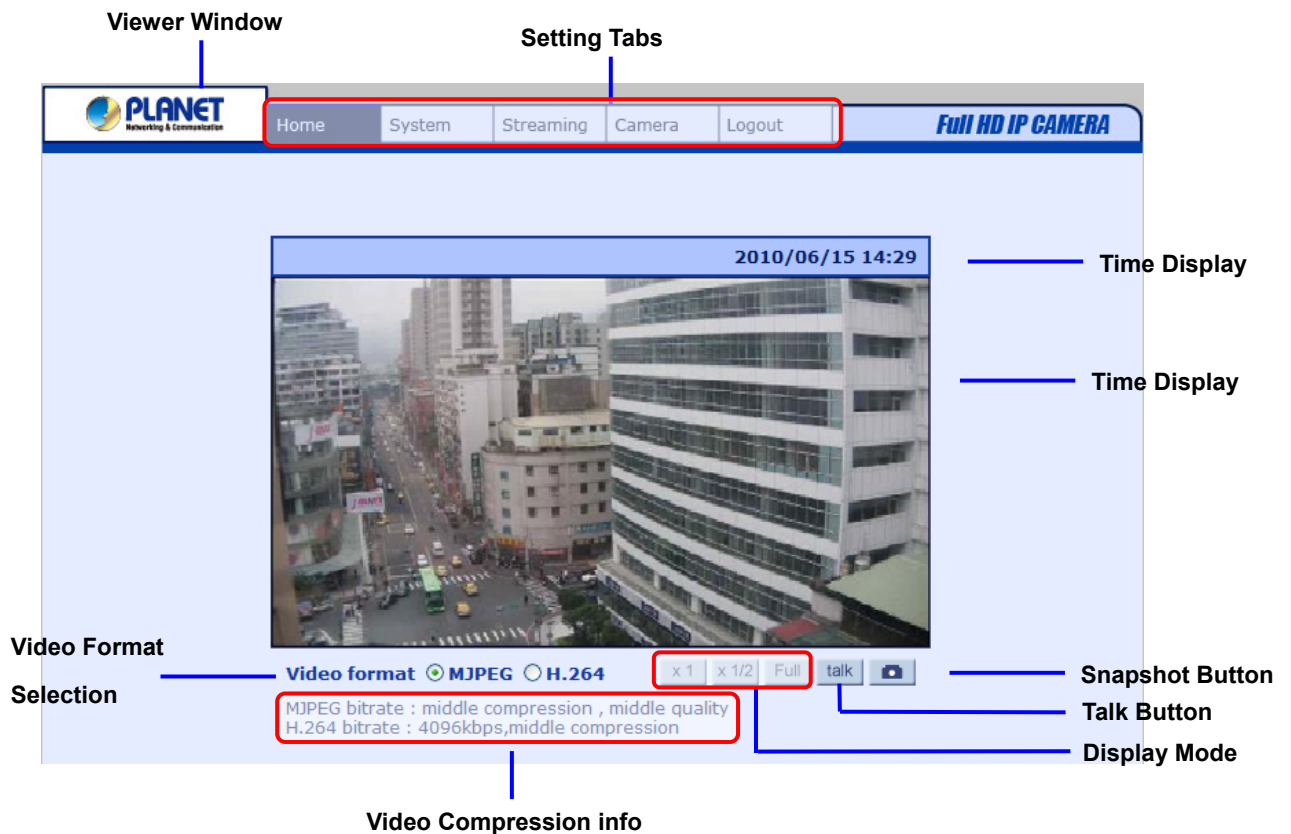 Viewer Window
Setting Tabs
PLANET
Networking & Communication
Home System Streaming Camera Logout
Full HD IP CAMERA
2010/06/15 14:29
Time Display
Time Display
Video Format
Selection
Video format MJPEG H.264
x 1 x 1/2 Full talk
Snapshot Button
MJPEG bitrate : middle compression , middle quality
H.264 bitrate : 4096kbps,middle compression
Talk Button
Display Mode
Video Compression info